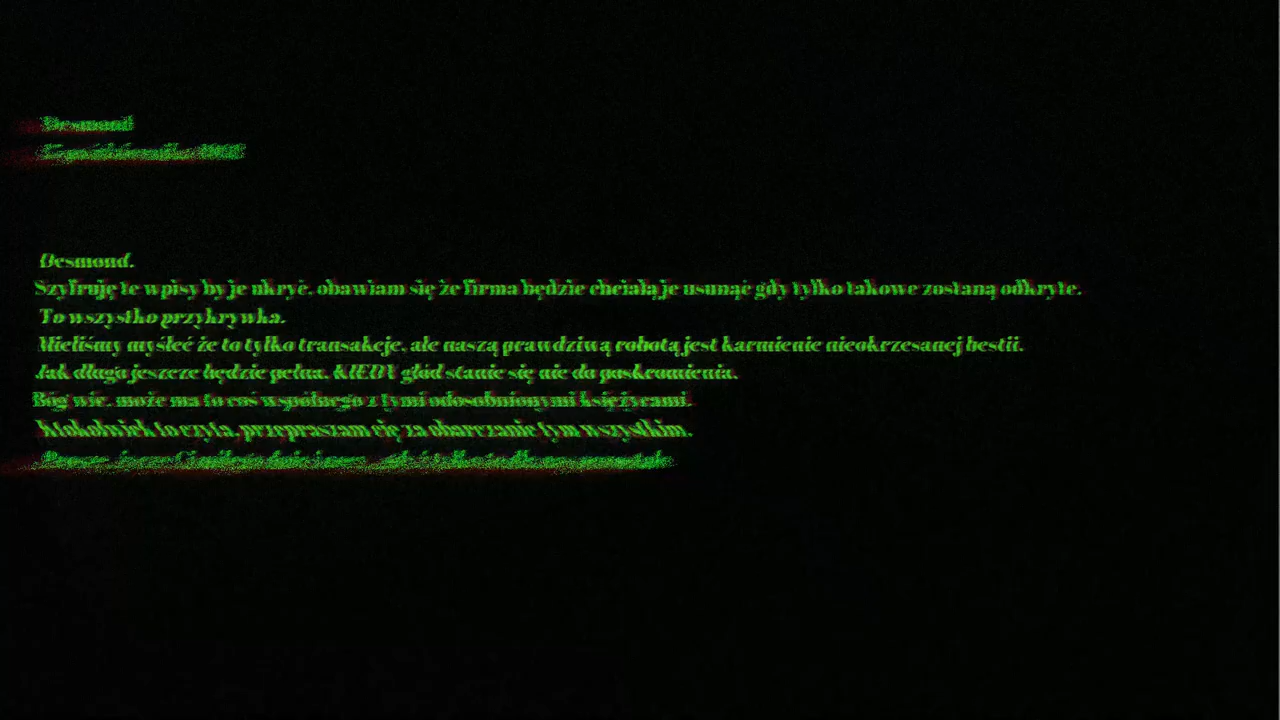 Desmond
października
Desmond.
Szyfruję te wpisy by je ukryć, obawiam się że firma będzie chciała je usunąć gdy tylko takowe zostaną odkryte.
To wszystko przykrywka.
Mieliśmy myśleć że to tylko transakcje, ale naszą prawdziwą robotą jest karmienie nieokrzesanej bestii.
Jak długo jeszcze będzie pełna. KIEDY głód stanie się nie do poskromienia.
Bóg wie, może ma to coś wspólnego z tymi odosobnionymi księżycami.
Ktokolwiek to czyta, przepraszam cię za obarczanie tym wszystkim.